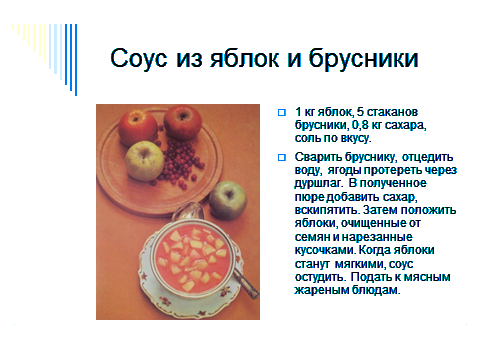 Соус из яблок и брусники
1 кг яблок, 5 стаканов
брусники, 0,8 кг сахара,
соль по вкусу.
Сварить бруснику, отцедить
воду, ягоды протереть через
дуршлаг. В полученное
пюре добавить сахар,
вскипятить. Затем положить
яблоки, очищенные от
семян и нарезанные
кусочками. Когда яблоки
станут мягкими, соус
остудить. Подать к мясным
жареным блюдам.